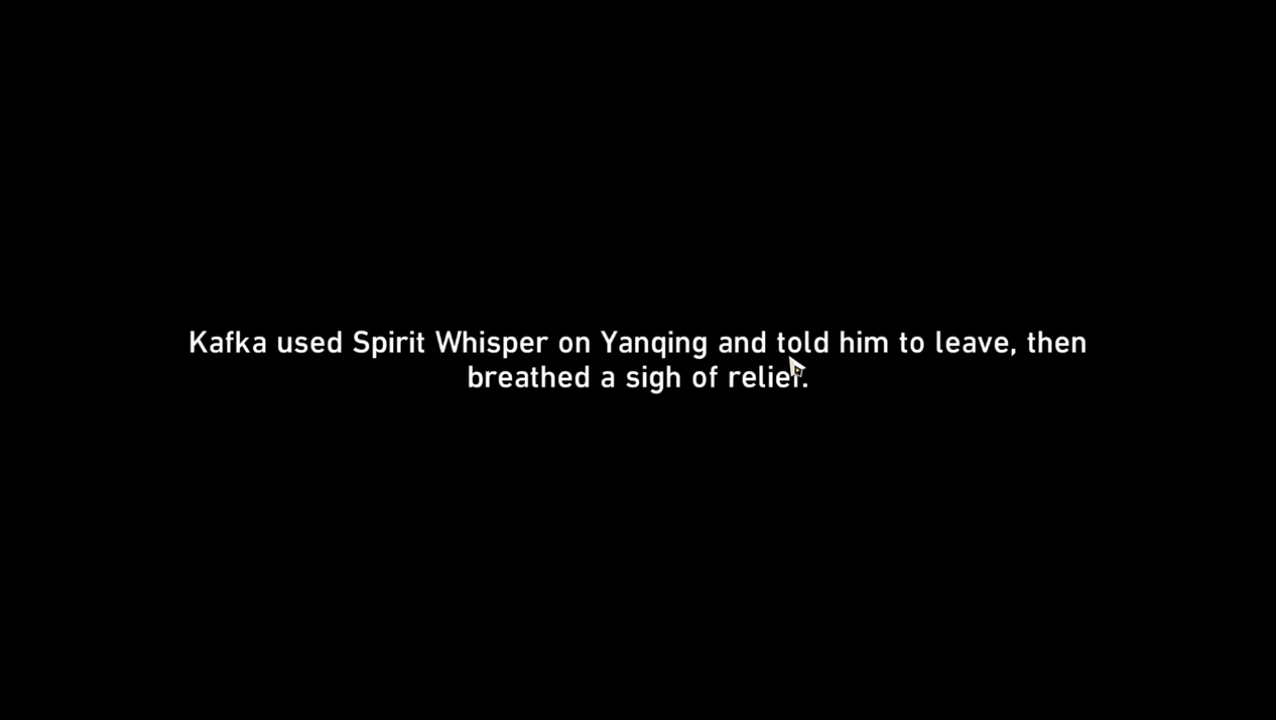 Kafka used Spirit Whisper on Yanqing and told him to leave, then
breathed a sigh of relief.